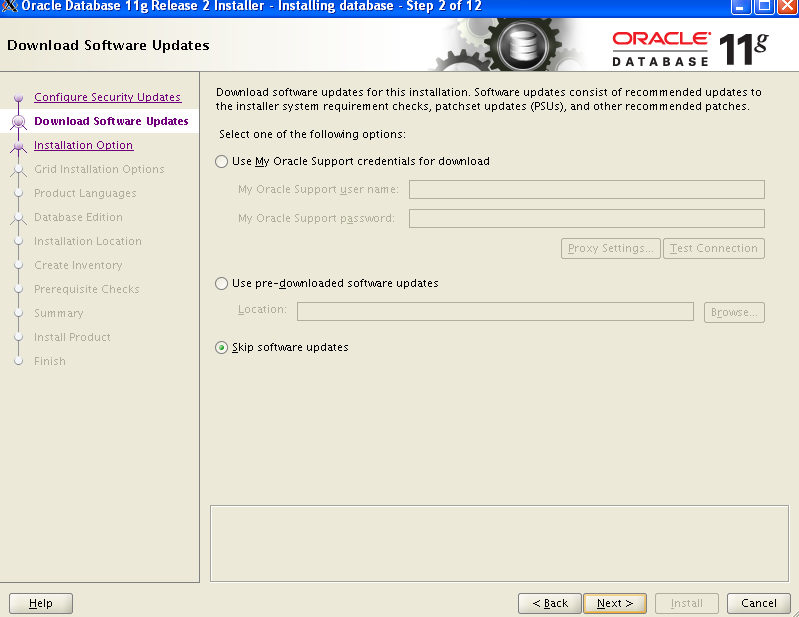 Oracle Database 11g Release 2 Installer - Installing database - Step 2 of 12
Download Software Updates
ORACLE
DATABASE
11g
Configure Security Updates
Download Software Updates
Installation Option
Grid Installation Options
Product Languages
Database Edition
Installation Location
Create Inventory
Prerequisite Checks
Summary
Install Product
Finish
Download software updates for this installation. Software updates consist of recommended updates to
the installer system requirement checks, patchset updates (PSUs), and other recommended patches.
Select one of the following options:
Use My Oracle Support credentials for download
My Oracle Support user name:
My Oracle Support password:
Proxy Settings... Test Connection
Use pre-downloaded software updates
Location: Browse...
Skip software updates
Help < Back Next > Install Cancel